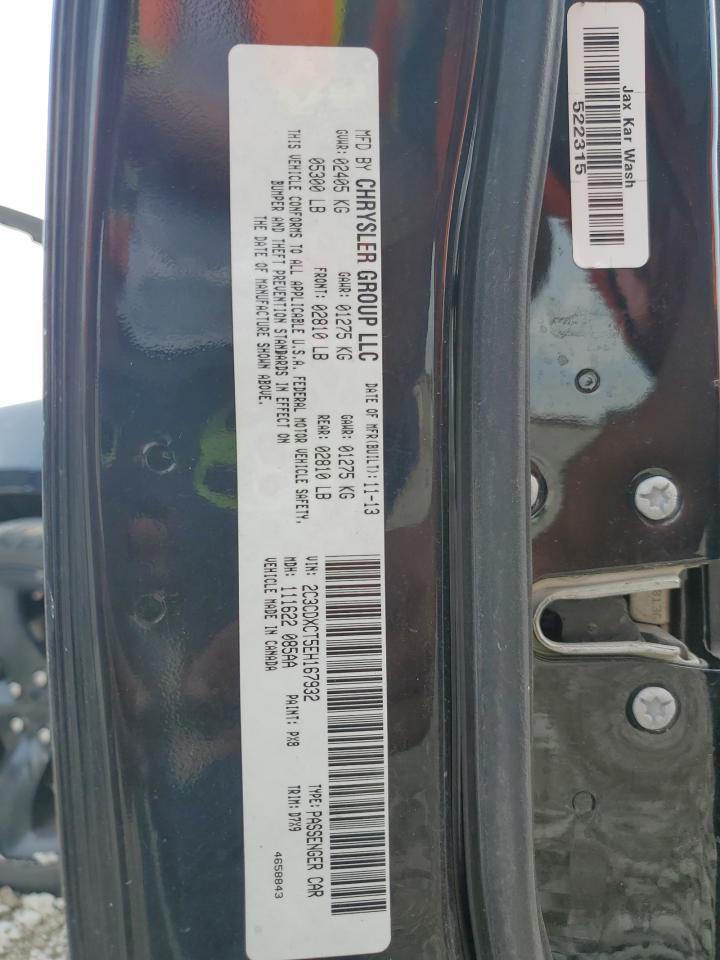 MFD BY CHRYSLER GROUP LLC
DATE OF MFR(BUILT): 11-13
GVWR: 02405 KG GAWR: 01275 KG GAWR: 01275 KG
05300 LB FRONT: 02810 LB REAR: 02810 LB
THIS VEHICLE CONFORMS TO ALL APPLICABLE U.S.A. FEDERAL MOTOR VEHICLE SAFETY,
BUMPER AND THEFT PREVENTION STANDARDS IN EFFECT ON
THE DATE OF MANUFACTURE SHOWN ABOVE.
VIN: 2C3CDXCT5EH167932 TYPE: PASSENGER CAR
MDH: 111622 085AA PAINT: PX8 TRIM: D7X9
VEHICLE MADE IN CANADA
4658843
Jax Kar Wash
522315